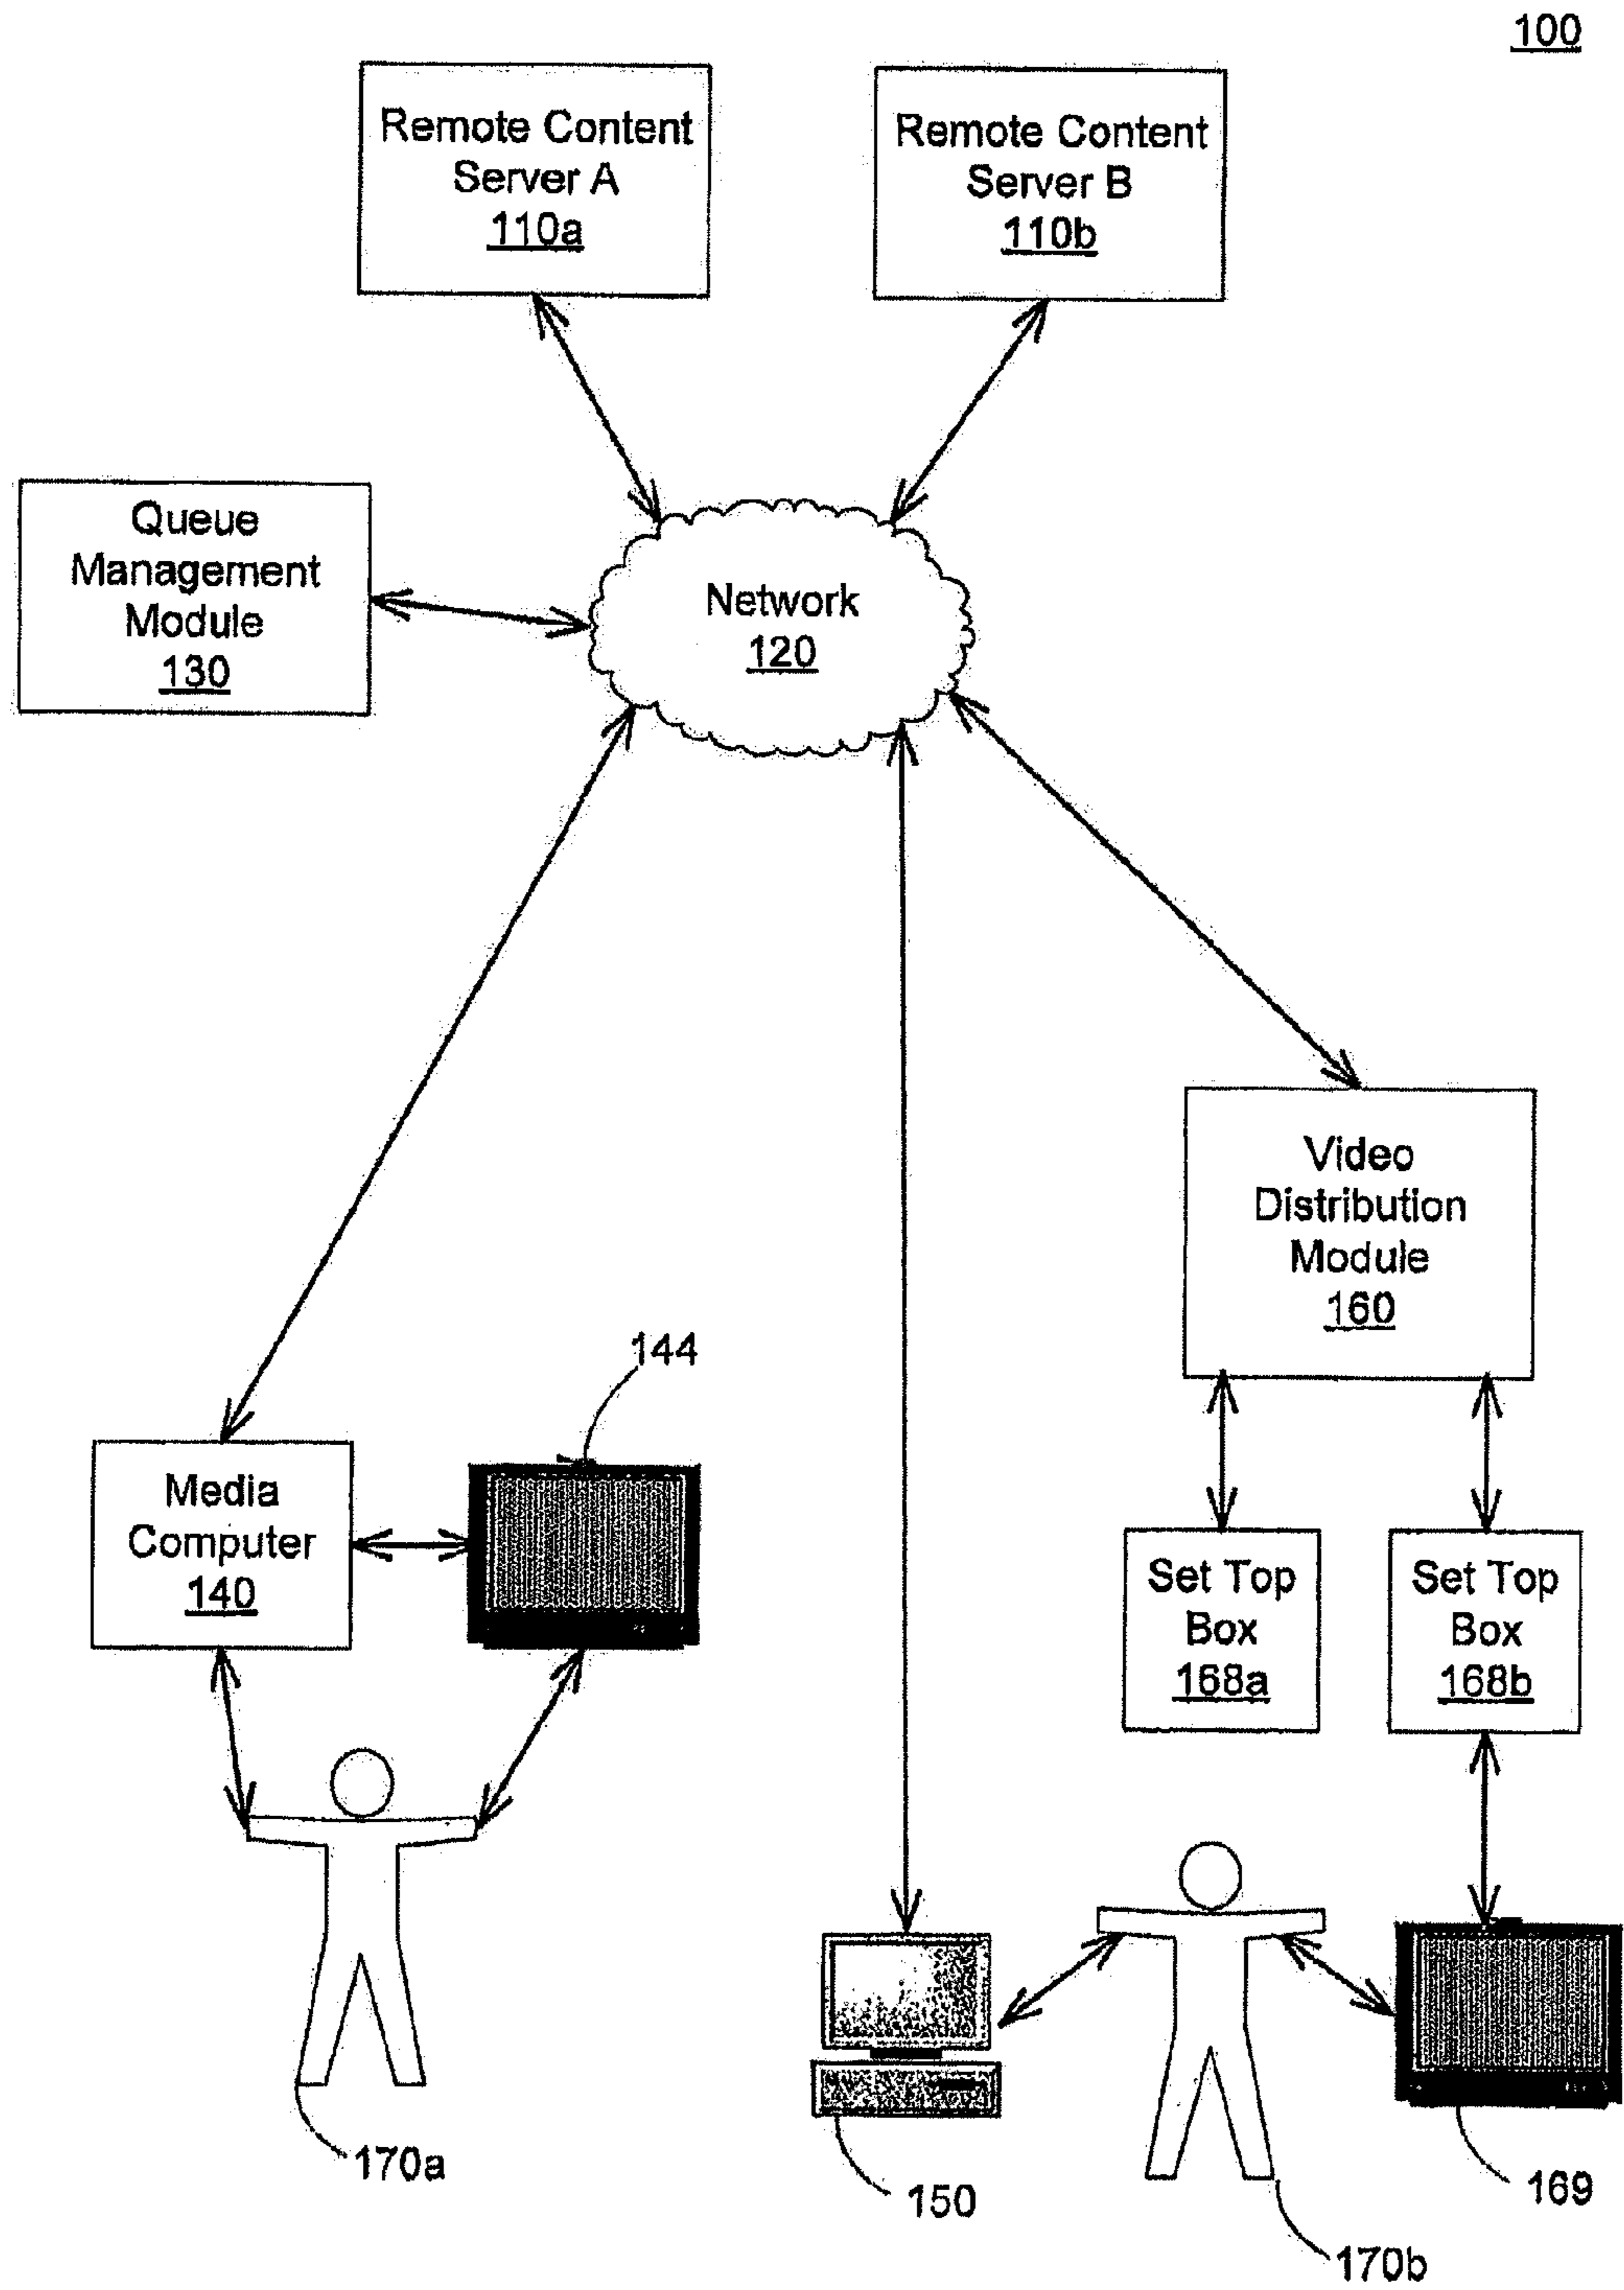 100
Remote Content
Server A
110a
Remote Content
Server B
110b
Queue
Management
Module
130
Network
120
Video
Distribution
Module
160
144
Media
Computer
140
Set Top
Box
168a
Set Top
Box
168b
170a
150
169
170b